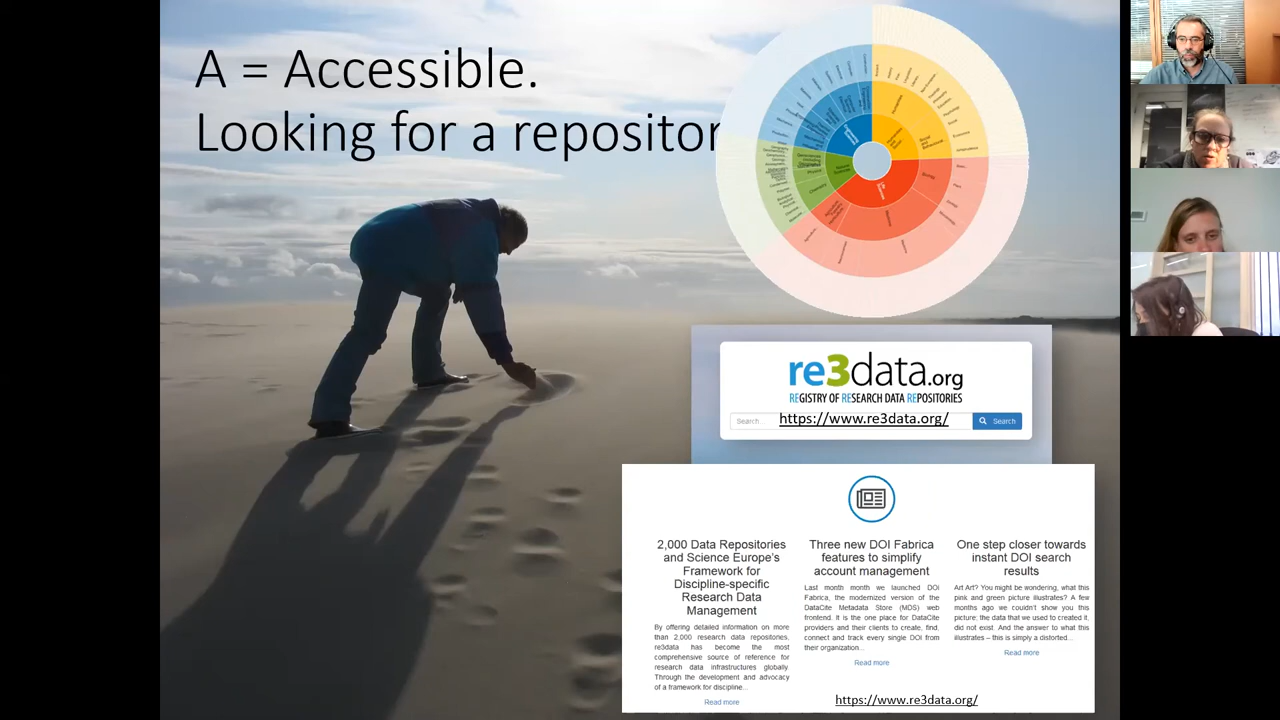 A = Accessible.
Looking for a repositor
re3data.org
REGISTRY OF RESEARCH DATA REPOSITORIES
Search...
https://www.re3data.org/
Search
2,000 Data Repositories
and Science Europe's
Framework for
Discipline-specific
Research Data
Management
By offering detailed information on more
than 2,000 research data repositories,
re3data has become the most
comprehensive source of reference for
research data infrastructures globally.
Through the development and advocacy
of a framework for discipline...
Read more
Three new DOI Fabrica
features to simplify
account management
Last month month we launched DOI
Fabrica, the modernized version of the
DataCite Metadata Store (MDS) web
frontend. It is the one place for DataCite
providers and their clients to create, find,
connect and track every single DOI from
their organization...
Read more
One step closer towards
instant DOI search
results
Art Art? You might be wondering, what this
pink and green picture illustrates? A few
months ago we couldn't show you this
picture; the data that we used to created it,
did not exist. And the answer to what this
illustrates – this is simply a distorted...
Read more
https://www.re3data.org/